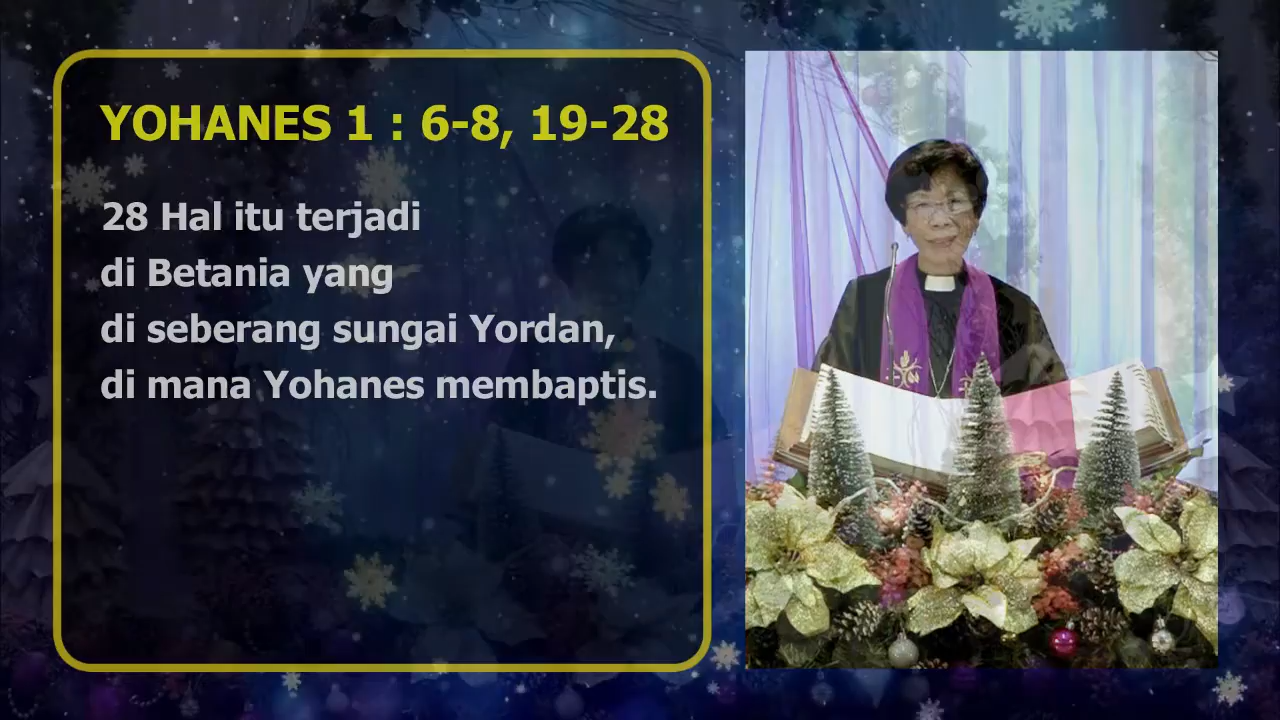 YOHANES 1 : 6-8, 19-28
28 Hal itu terjadi
di Betania yang
di seberang sungai Yordan,
di mana Yohanes membaptis.